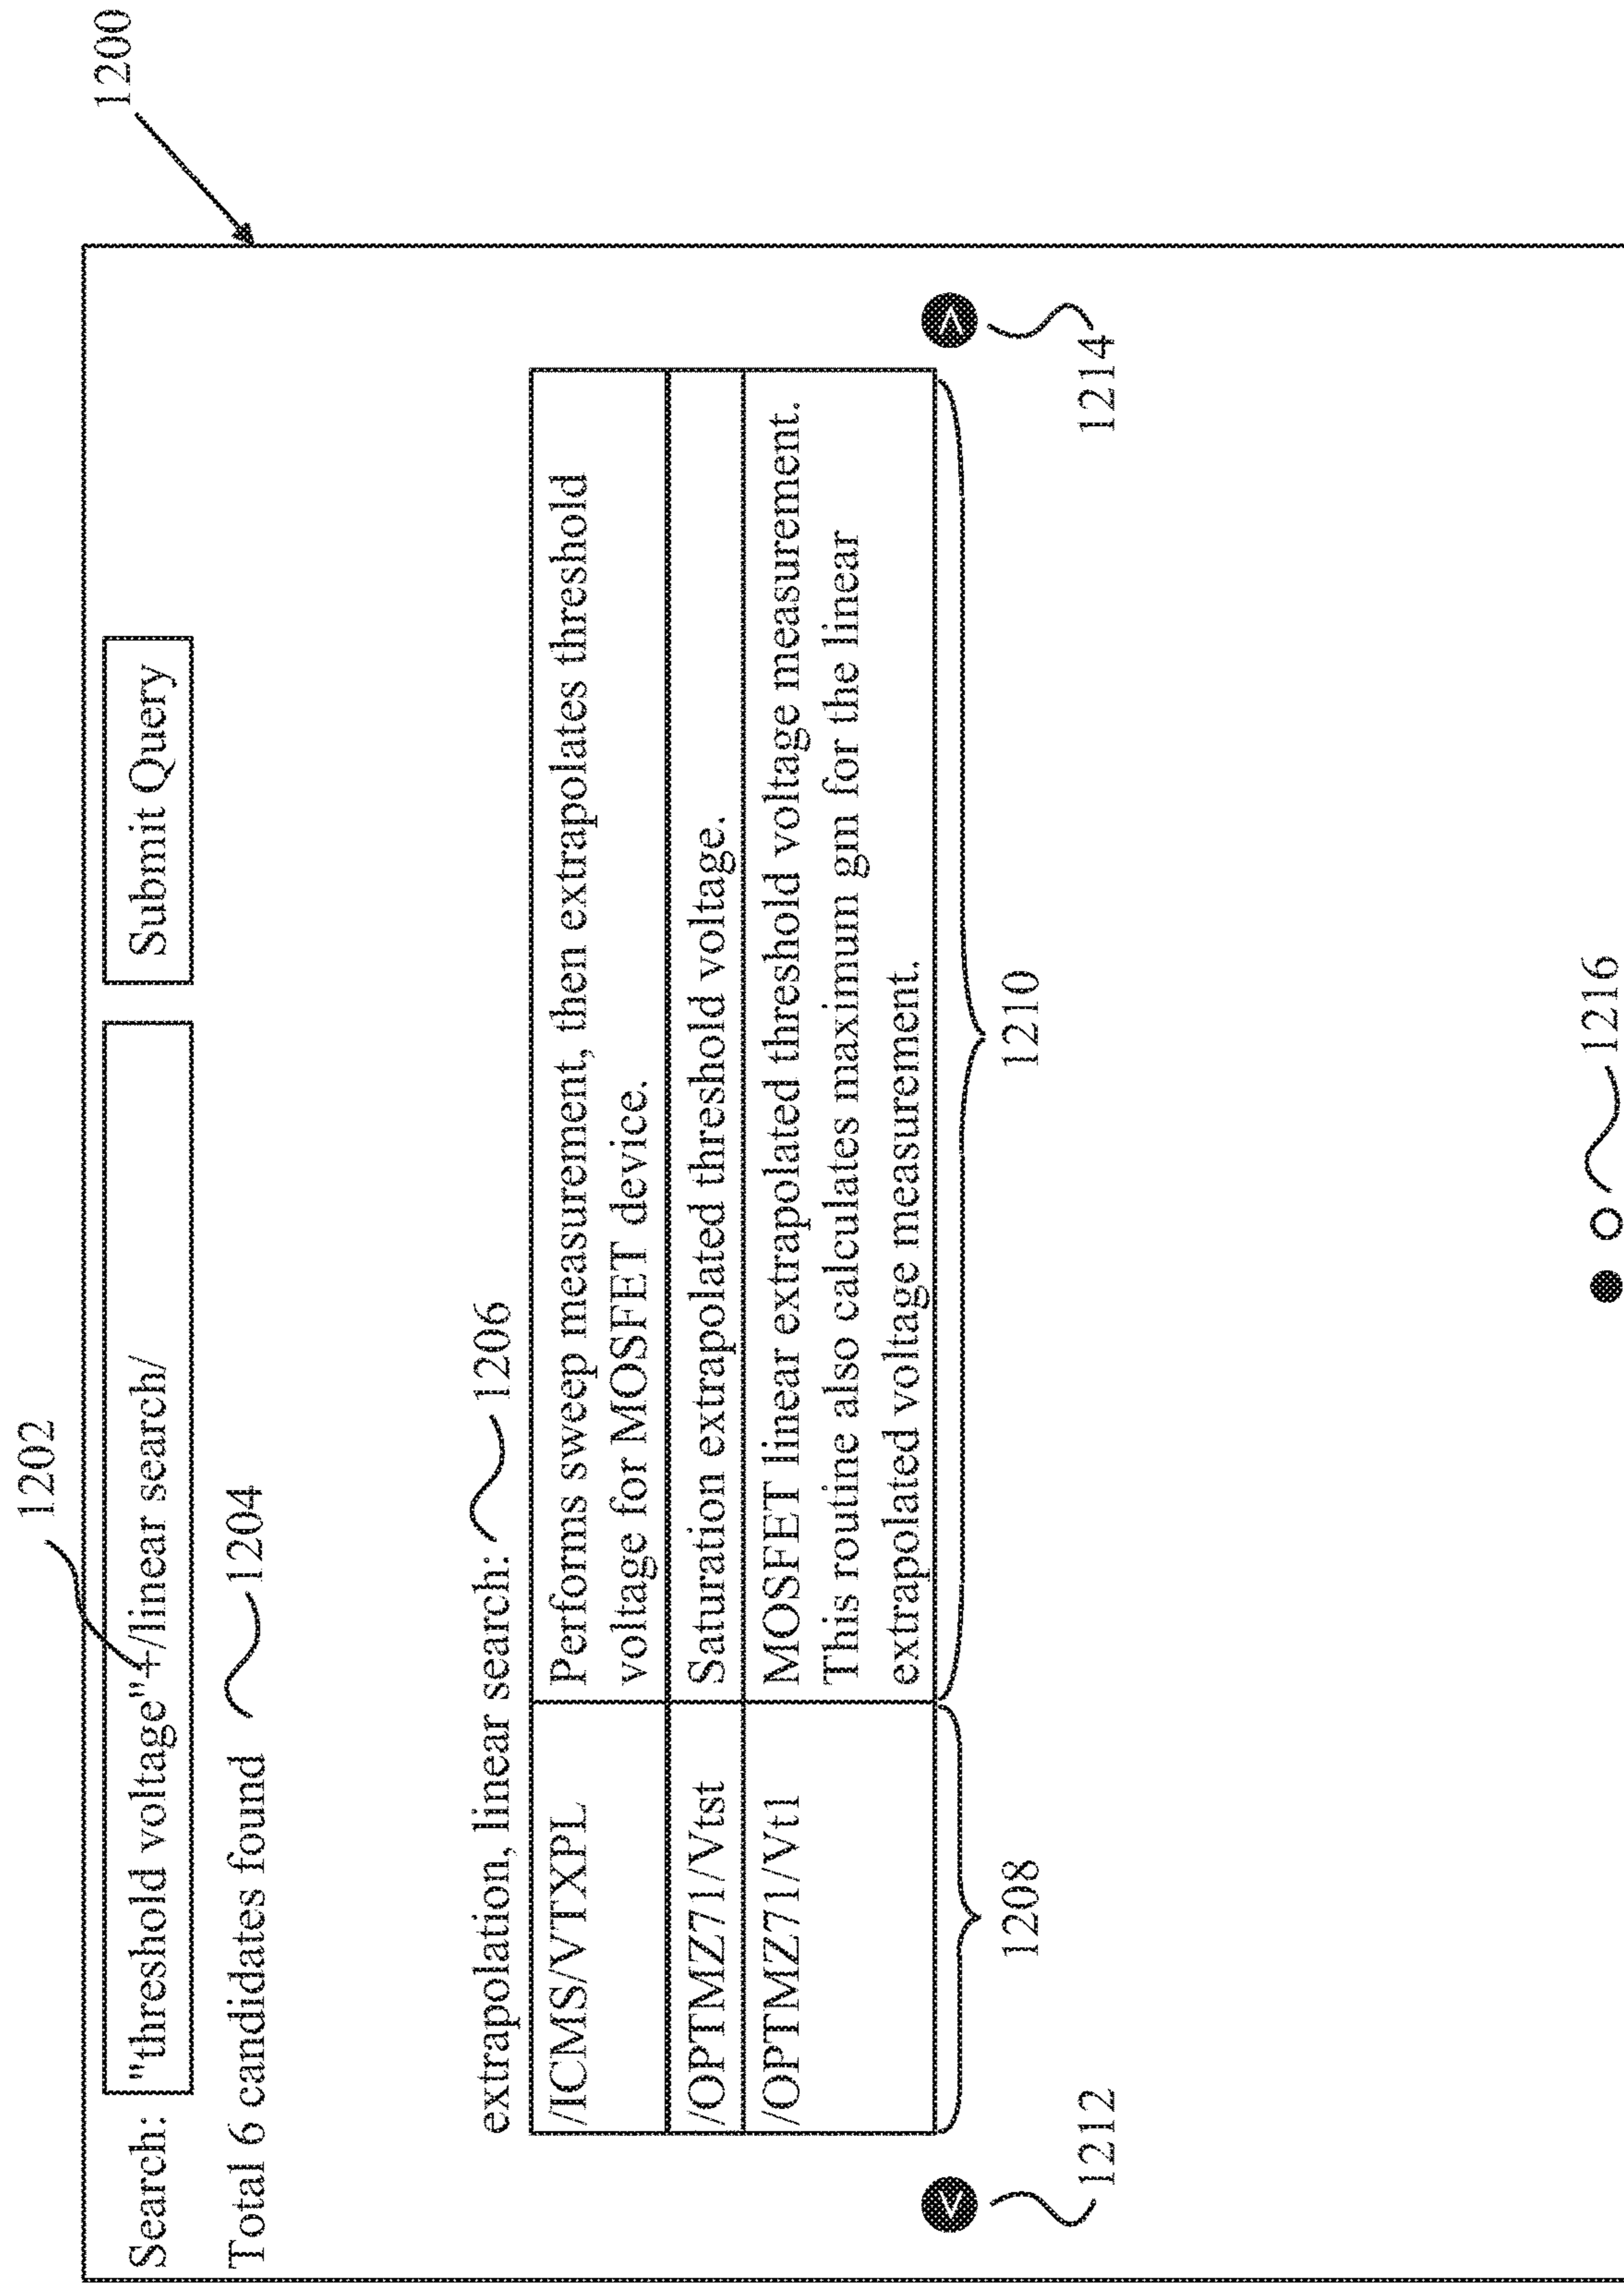 1200
1202
Search: "threshold voltage"+/linear search/ Submit Query
Total 6 candidates found 1204
extrapolation, linear search: 1206
/ICMS/VTXPL Performs sweep measurement, then extrapolates threshold
voltage for MOSFET device.
/OPTMZ71/Vtst Saturation extrapolated threshold voltage.
/OPTMZ71/Vt1 MOSFET linear extrapolated threshold voltage measurement.
This routine also calculates maximum gm for the linear
extrapolated voltage measurement.
< >
1208 1210
1212 1214
1216